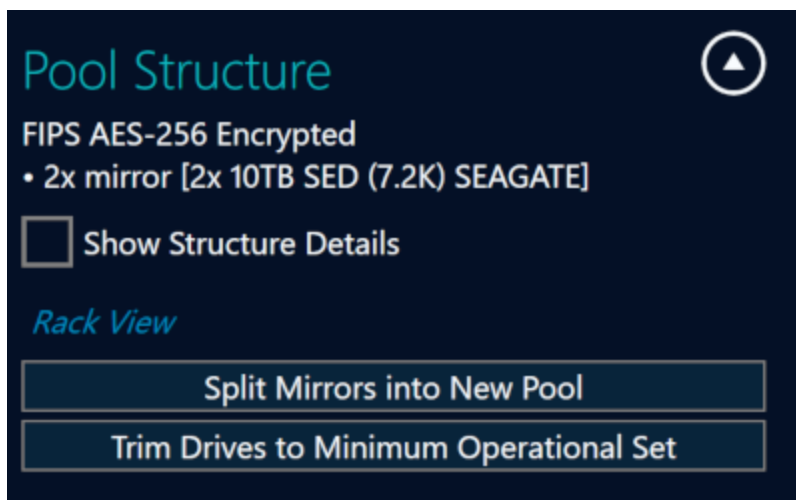 Pool Structure
FIPS AES-256 Encrypted
• 2x mirror [2x 10TB SED (7.2K) SEAGATE]
Show Structure Details
Rack View
Split Mirrors into New Pool
Trim Drives to Minimum Operational Set